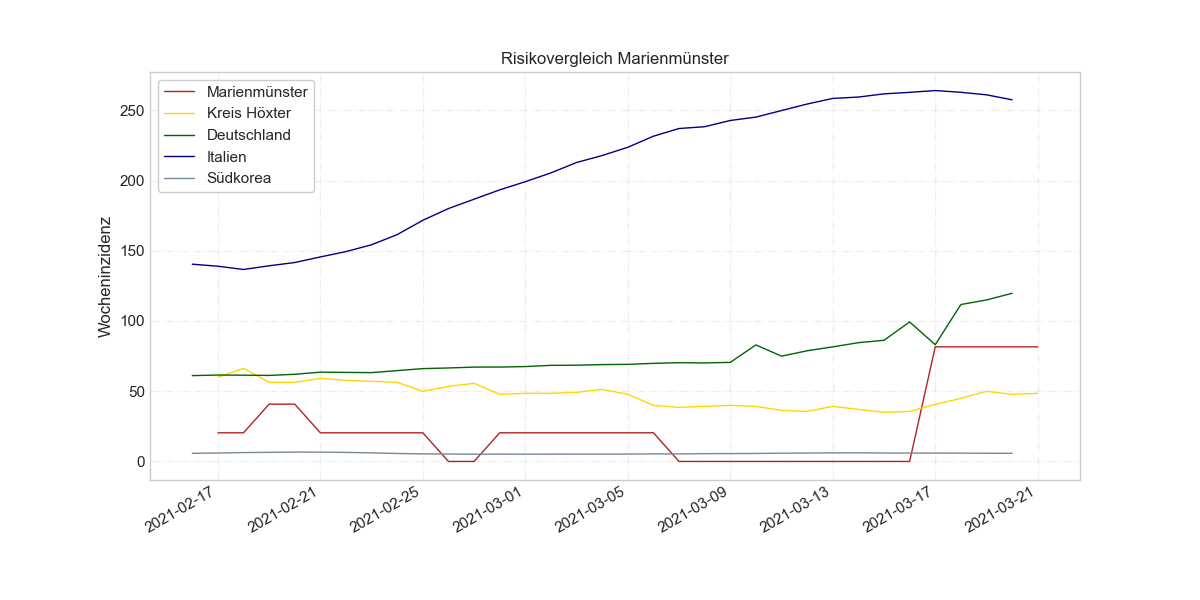 Risikovergleich Marienmünster
Marienmünster
Kreis Höxter
Deutschland
Italien
Südkorea
Wocheninzidenz
250
200
150
100
50
0
2021-02-17
2021-02-21
2021-02-25
2021-03-01
2021-03-05
2021-03-09
2021-03-13
2021-03-17
2021-03-21